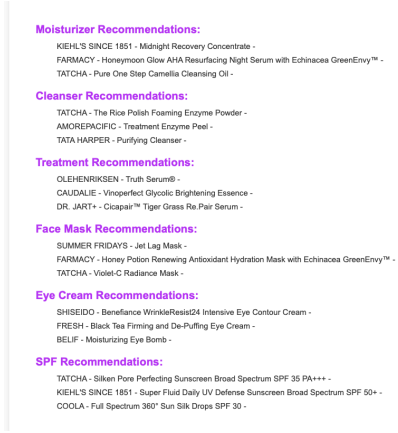 Moisturizer Recommendations:
KIEHL'S SINCE 1851 - Midnight Recovery Concentrate -
FARMACY - Honeymoon Glow AHA Resurfacing Night Serum with Echinacea GreenEnvy™ -
TATCHA - Pure One Step Camellia Cleansing Oil -
Cleanser Recommendations:
TATCHA - The Rice Polish Foaming Enzyme Powder -
AMOREPACIFIC - Treatment Enzyme Peel -
TATA HARPER - Purifying Cleanser -
Treatment Recommendations:
OLEHENRIKSEN - Truth Serum®  -
CAUDALIE - Vinoperfect Glycolic Brightening Essence -
DR. JART+ - Cicapair™ Tiger Grass Re.Pair Serum -
Face Mask Recommendations:
SUMMER FRIDAYS - Jet Lag Mask -
FARMACY - Honey Potion Renewing Antioxidant Hydration Mask with Echinacea GreenEnvy™ -
TATCHA - Violet-C Radiance Mask -
Eye Cream Recommendations:
SHISEIDO - Benefiance WrinkleResist24 Intensive Eye Contour Cream -
FRESH - Black Tea Firming and De-Puffing Eye Cream -
BELIF - Moisturizing Eye Bomb -
SPF Recommendations:
TATCHA - Silken Pore Perfecting Sunscreen Broad Spectrum SPF 35 PA+++ -
KIEHL'S SINCE 1851 - Super Fluid Daily UV Defense Sunscreen Broad Spectrum SPF 50+ -
COOLA - Full Spectrum 360° Sun Silk Drops SPF 30 -